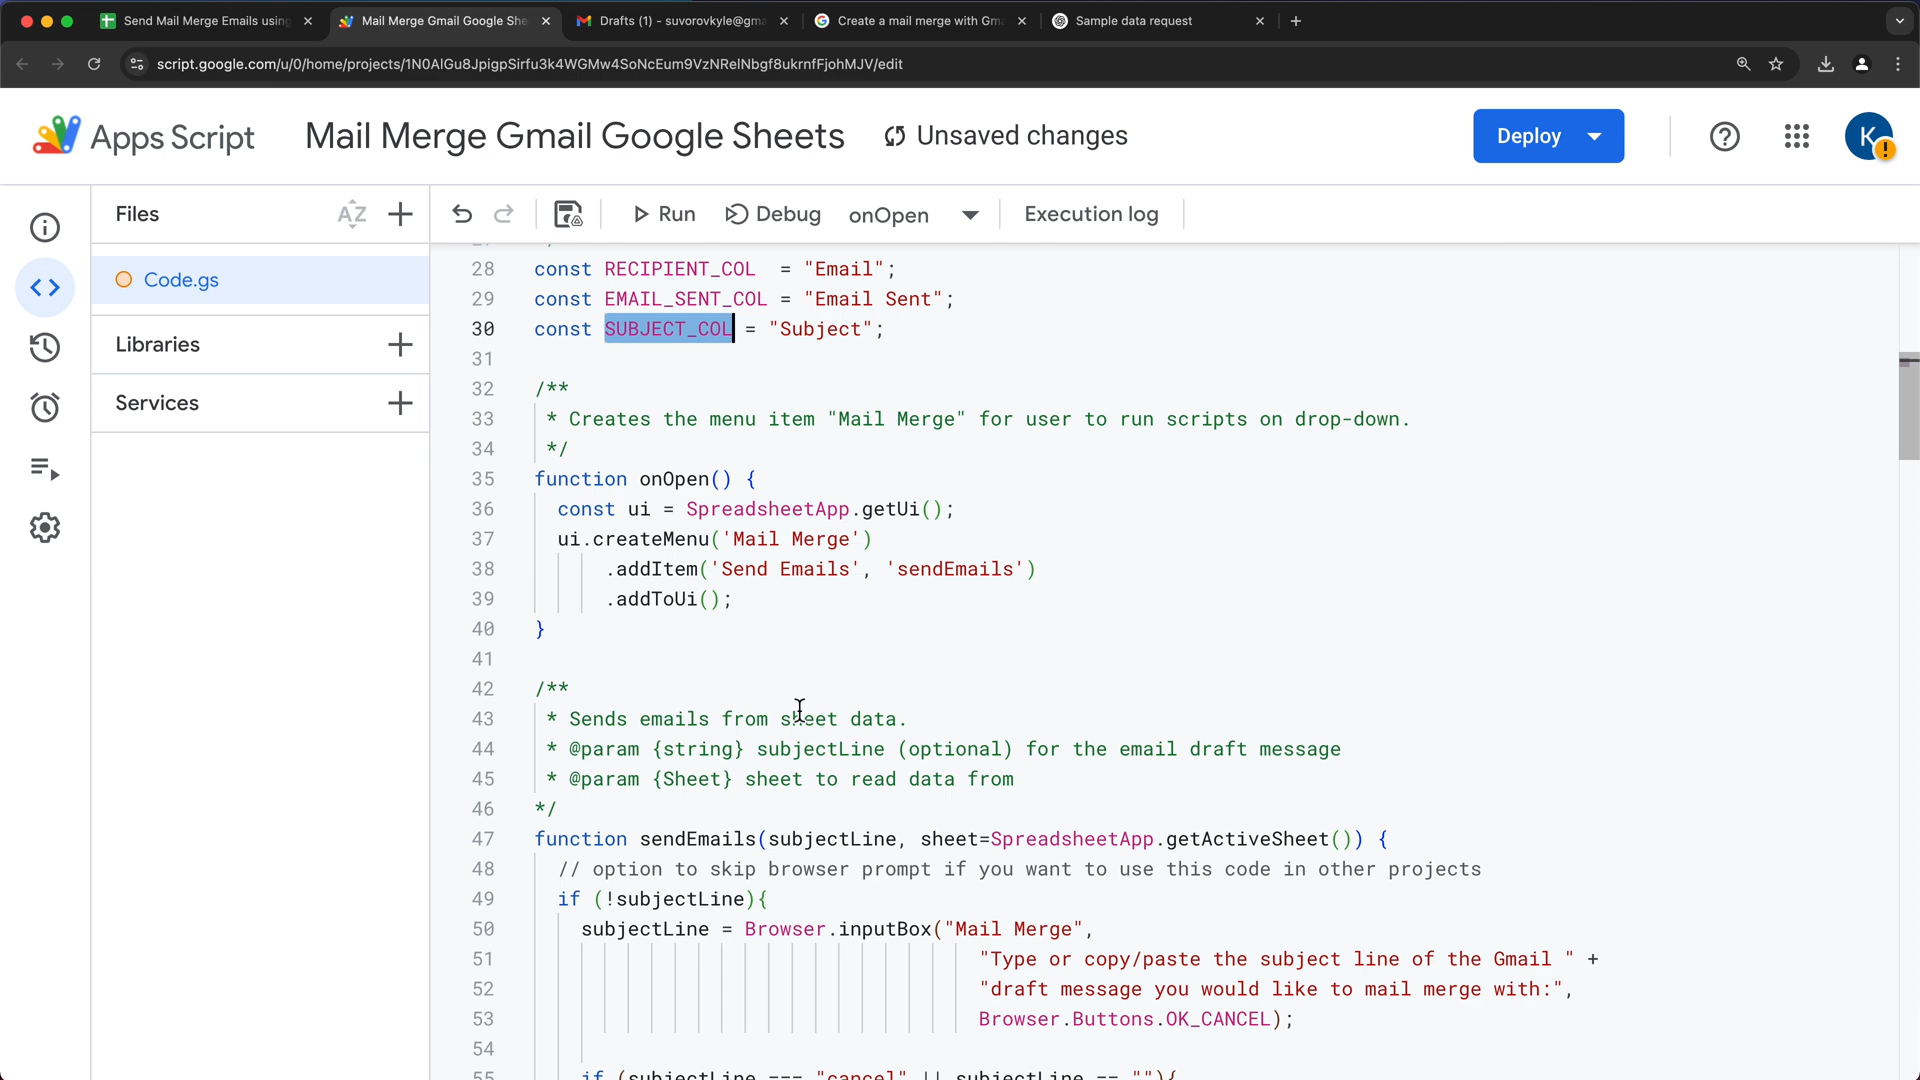 Send Mail Merge Emails using
Mail Merge Gmail Google She
Drafts (1) - suvorovkyle@gma
Create a mail merge with Gm
Sample data request
script.google.com/u/0/home/projects/1N0AlGu8JpigpSirfu3k4WGMw4SoNcEum9VzNRelNbgf8ukrnfFjohMJV/edit
Apps Script
Mail Merge Gmail Google Sheets
Unsaved changes
Deploy
K
Files
Run
Debug
onOpen
Execution log
Code.gs
Libraries
Services
28 const RECIPIENT_COL  = "Email";
29 const EMAIL_SENT_COL = "Email Sent";
30 const SUBJECT_COL = "Subject";
31
32 /**
33 * Creates the menu item "Mail Merge" for user to run scripts on drop-down.
34 */
35 function onOpen() {
36 const ui = SpreadsheetApp.getUi();
37 ui.createMenu('Mail Merge')
38 .addItem('Send Emails', 'sendEmails')
39 .addToUi();
40 }
41
42 /**
43 * Sends emails from sheet data.
44 * @param {string} subjectLine (optional) for the email draft message
45 * @param {Sheet} sheet to read data from
46 */
47 function sendEmails(subjectLine, sheet=SpreadsheetApp.getActiveSheet()) {
48 // option to skip browser prompt if you want to use this code in other projects
49 if (!subjectLine){
50 subjectLine = Browser.inputBox("Mail Merge",
51 "Type or copy/paste the subject line of the Gmail " +
52 "draft message you would like to mail merge with:",
53 Browser.Buttons.OK_CANCEL);
54
55 if (subjectLine === "cancel" || subjectLine == ""){